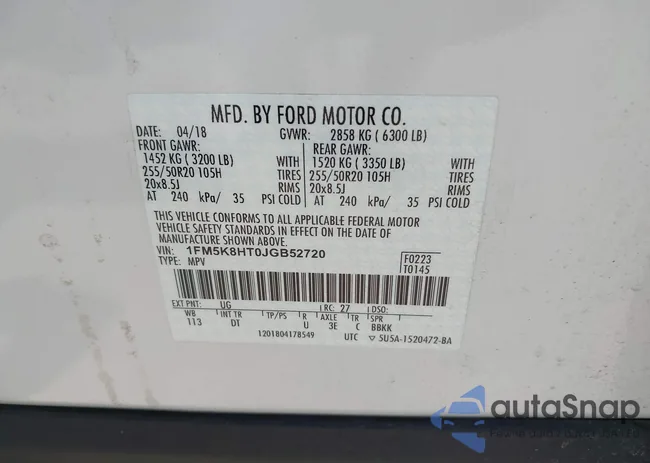 MFD. BY FORD MOTOR CO.
DATE: 04/18 GVWR: 2858 KG ( 6300 LB)
FRONT GAWR: REAR GAWR:
1452 KG ( 3200 LB) WITH 1520 KG ( 3350 LB) WITH
255/50R20 105H TIRES 255/50R20 105H TIRES
20x8.5J RIMS 20x8.5J RIMS
AT 240 kPa/ 35 PSI COLD AT 240 kPa/ 35 PSI COLD
THIS VEHICLE CONFORMS TO ALL APPLICABLE FEDERAL MOTOR
VEHICLE SAFETY STANDARDS IN EFFECT ON THE DATE OF
MANUFACTURE SHOWN ABOVE.
VIN: 1FM5K8HT0JGB52720 F0223
TYPE: MPV T0145
EXT PNT: UG RC: 27 DSO:
WB INT TR TP/PS R AXLE TR SPR
113 DT U 3E C BBKK
1201804178549 UTC ▽ 5U5A-1520472-BA
autoSnap